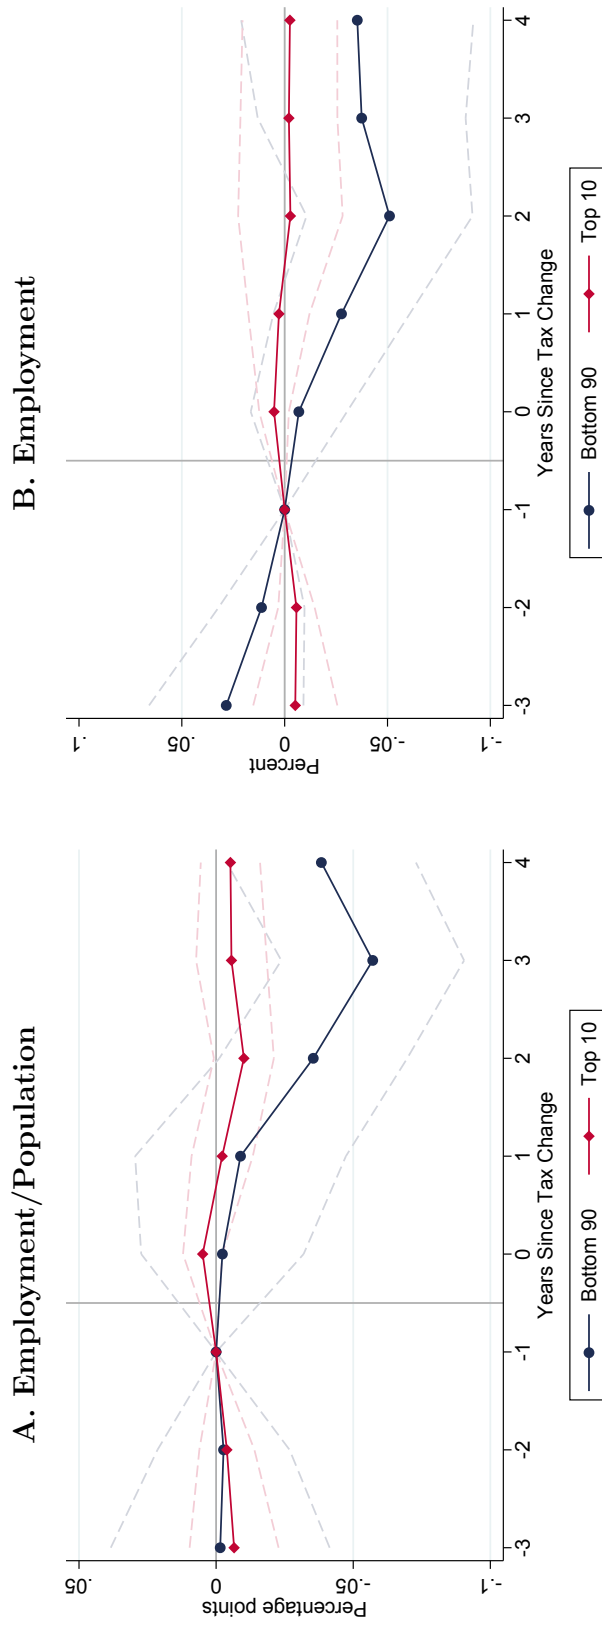 A. Employment/Population
Percentage points
.05
0
-.05
-.1
-3
-2
-1
0
1
2
3
4
Years Since Tax Change
Bottom 90
Top 10
B. Employment
Percent
.1
.05
0
-.05
-.1
-3
-2
-1
0
1
2
3
4
Years Since Tax Change
Bottom 90
Top 10